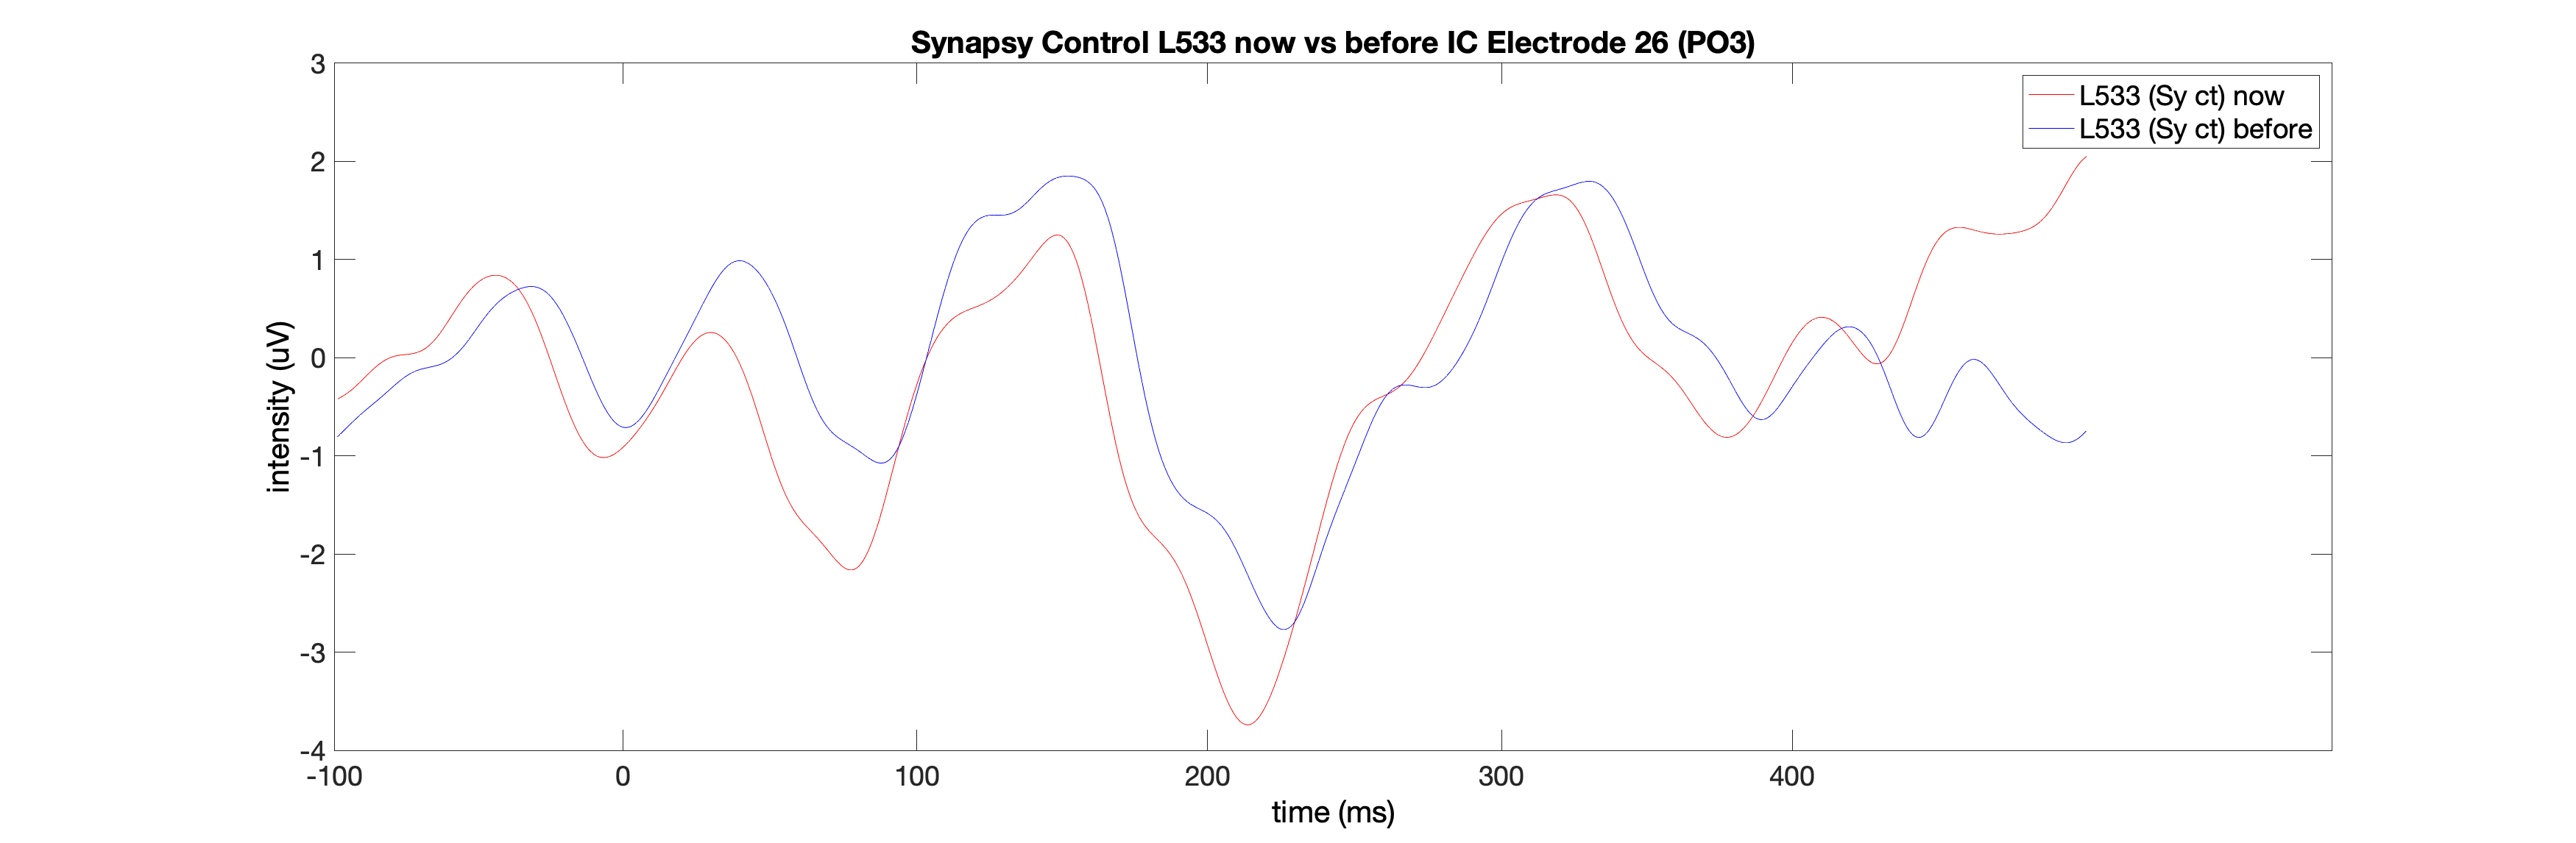 Synapsy Control L533 now vs before IC Electrode 26 (PO3)
3
2
1
0
-1
-2
-3
-4
intensity (uV)
L533 (Sy ct) now
L533 (Sy ct) before
-100 0 100 200 300 400
time (ms)